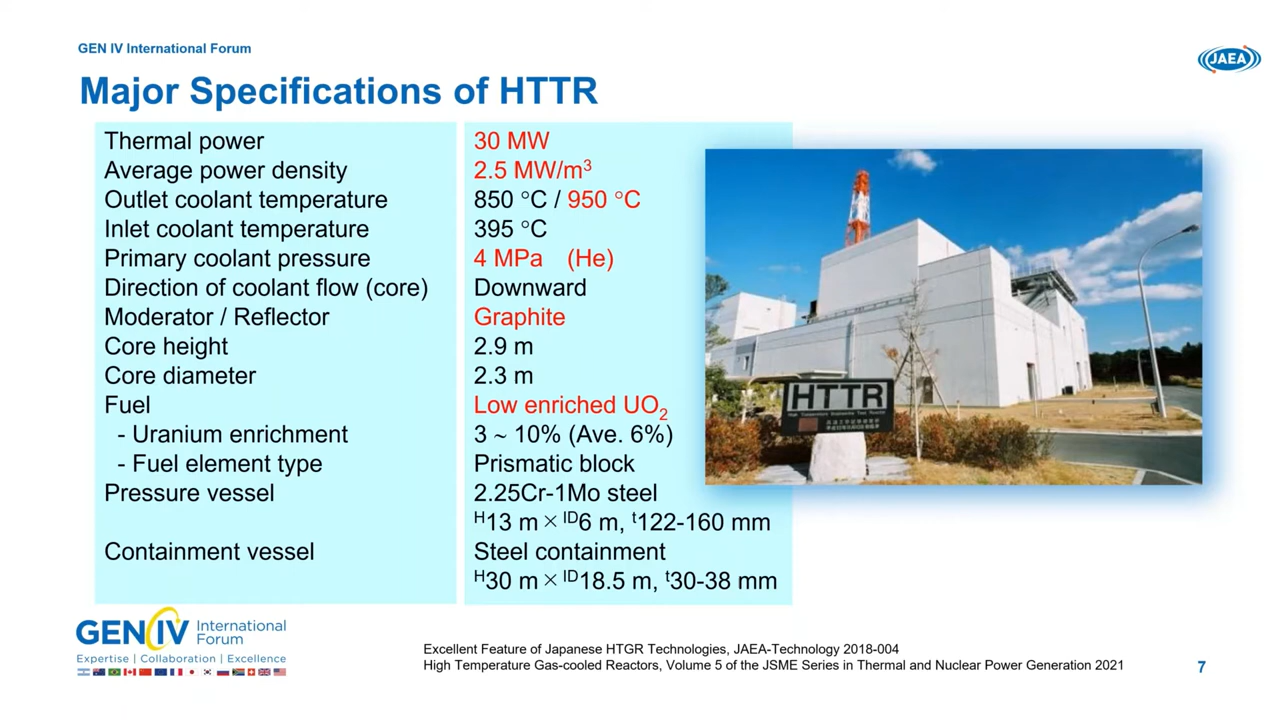 GEN IV International Forum
JAEA
Major Specifications of HTTR
Thermal power 30 MW
Average power density 2.5 MW/m³
Outlet coolant temperature 850 °C / 950 °C
Inlet coolant temperature 395 °C
Primary coolant pressure 4 MPa (He)
Direction of coolant flow (core) Downward
Moderator / Reflector Graphite
Core height 2.9 m
Core diameter 2.3 m
Fuel Low enriched UO₂
- Uranium enrichment 3 ~ 10% (Ave. 6%)
- Fuel element type Prismatic block
Pressure vessel 2.25Cr-1Mo steel
ᴴ13 m × ᴵᴰ6 m, ᵗ122-160 mm
Containment vessel Steel containment
ᴴ30 m × ᴵᴰ18.5 m, ᵗ30-38 mm
HTTR
High Temperature Engineering Test Reactor
GEN IV International Forum
Expertise | Collaboration | Excellence
Excellent Feature of Japanese HTGR Technologies, JAEA-Technology 2018-004
High Temperature Gas-cooled Reactors, Volume 5 of the JSME Series in Thermal and Nuclear Power Generation 2021
7